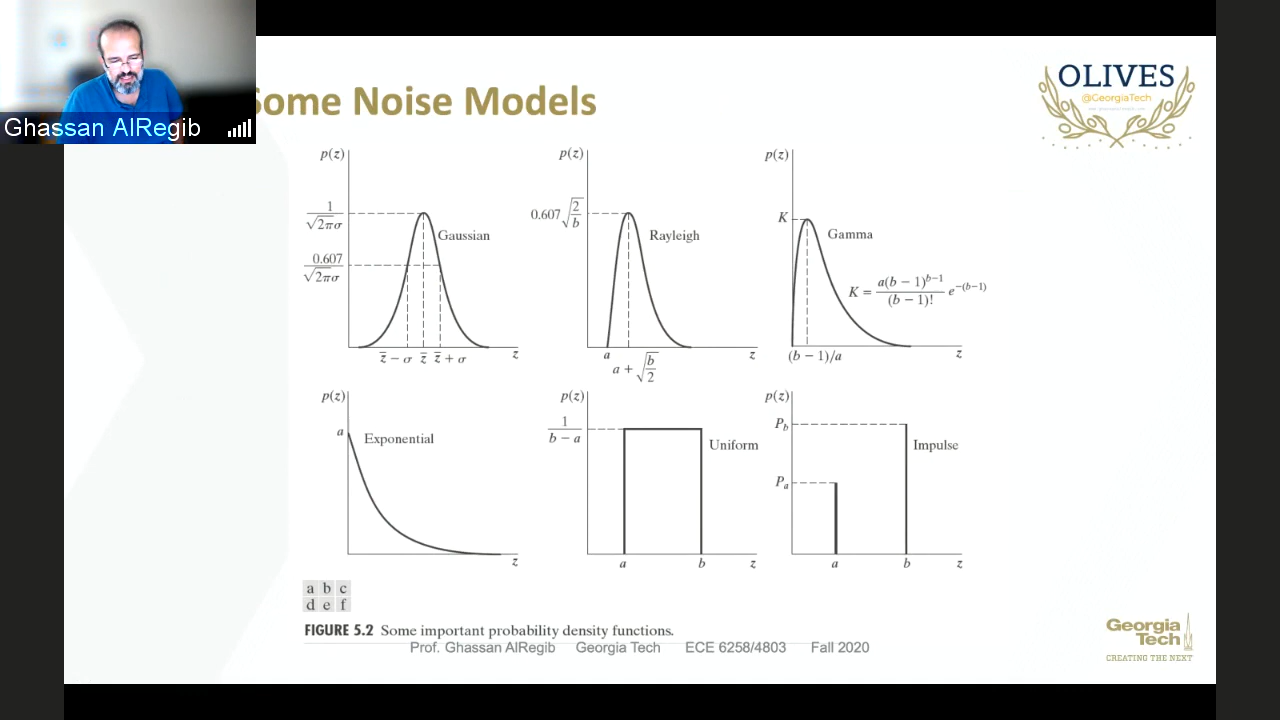 Ghassan AlRegib
Some Noise Models
OLIVES
@GeorgiaTech
p(z)
1
√2πσ
0.607
√2πσ
Gaussian
z̄ − σ z̄ z̄ + σ z
p(z)
0.607 √2/b
Rayleigh
a
a + √b/2
z
p(z)
K
Gamma
K = a(b − 1)^b−1 / (b − 1)! e^−(b−1)
(b − 1)/a z
p(z)
a
Exponential
z
p(z)
1
b − a
Uniform
a b z
p(z)
P_b
Impulse
P_a
a b z
a b c
d e f
FIGURE 5.2 Some important probability density functions.
Prof. Ghassan AlRegib Georgia Tech ECE 6258/4803 Fall 2020
Georgia
Tech
CREATING THE NEXT